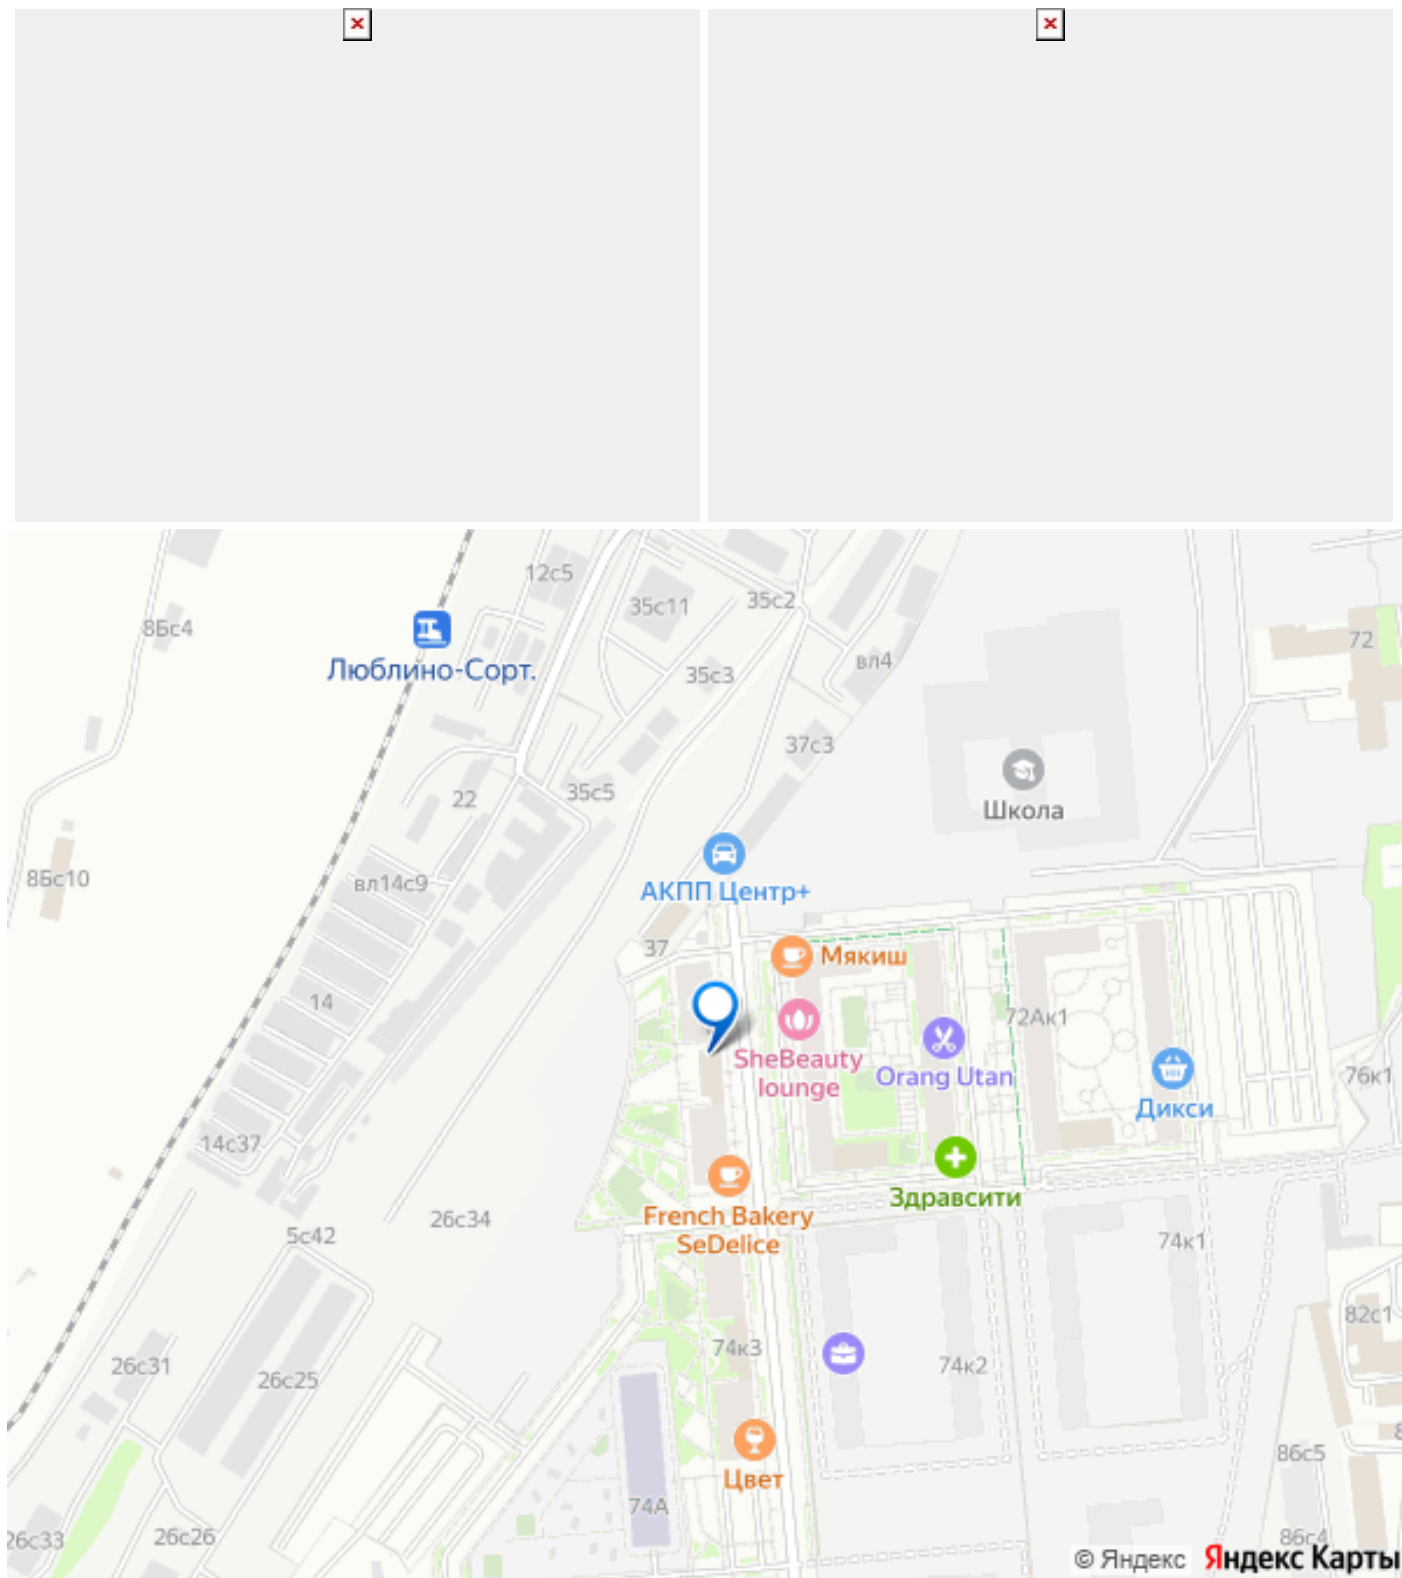 12с5
35с11
35с2
8Бс4
72
Люблино-Сорт.
35с3
вл4
37с3
35с5
22
Школа
8Бс10
вл14с9
АКПП Центр+
37
Мякиш
14
72Ак1
SheBeauty
lounge
Orang Utan
76к1
Дикси
14с37
Здравсити
26с34
French Bakery
SeDelice
5с42
74к1
82с1
26с31
26с25
74к3
74к2
Цвет
86с5
74А
26с33
26с26
86с4
© Яндекс
Яндекс Карты